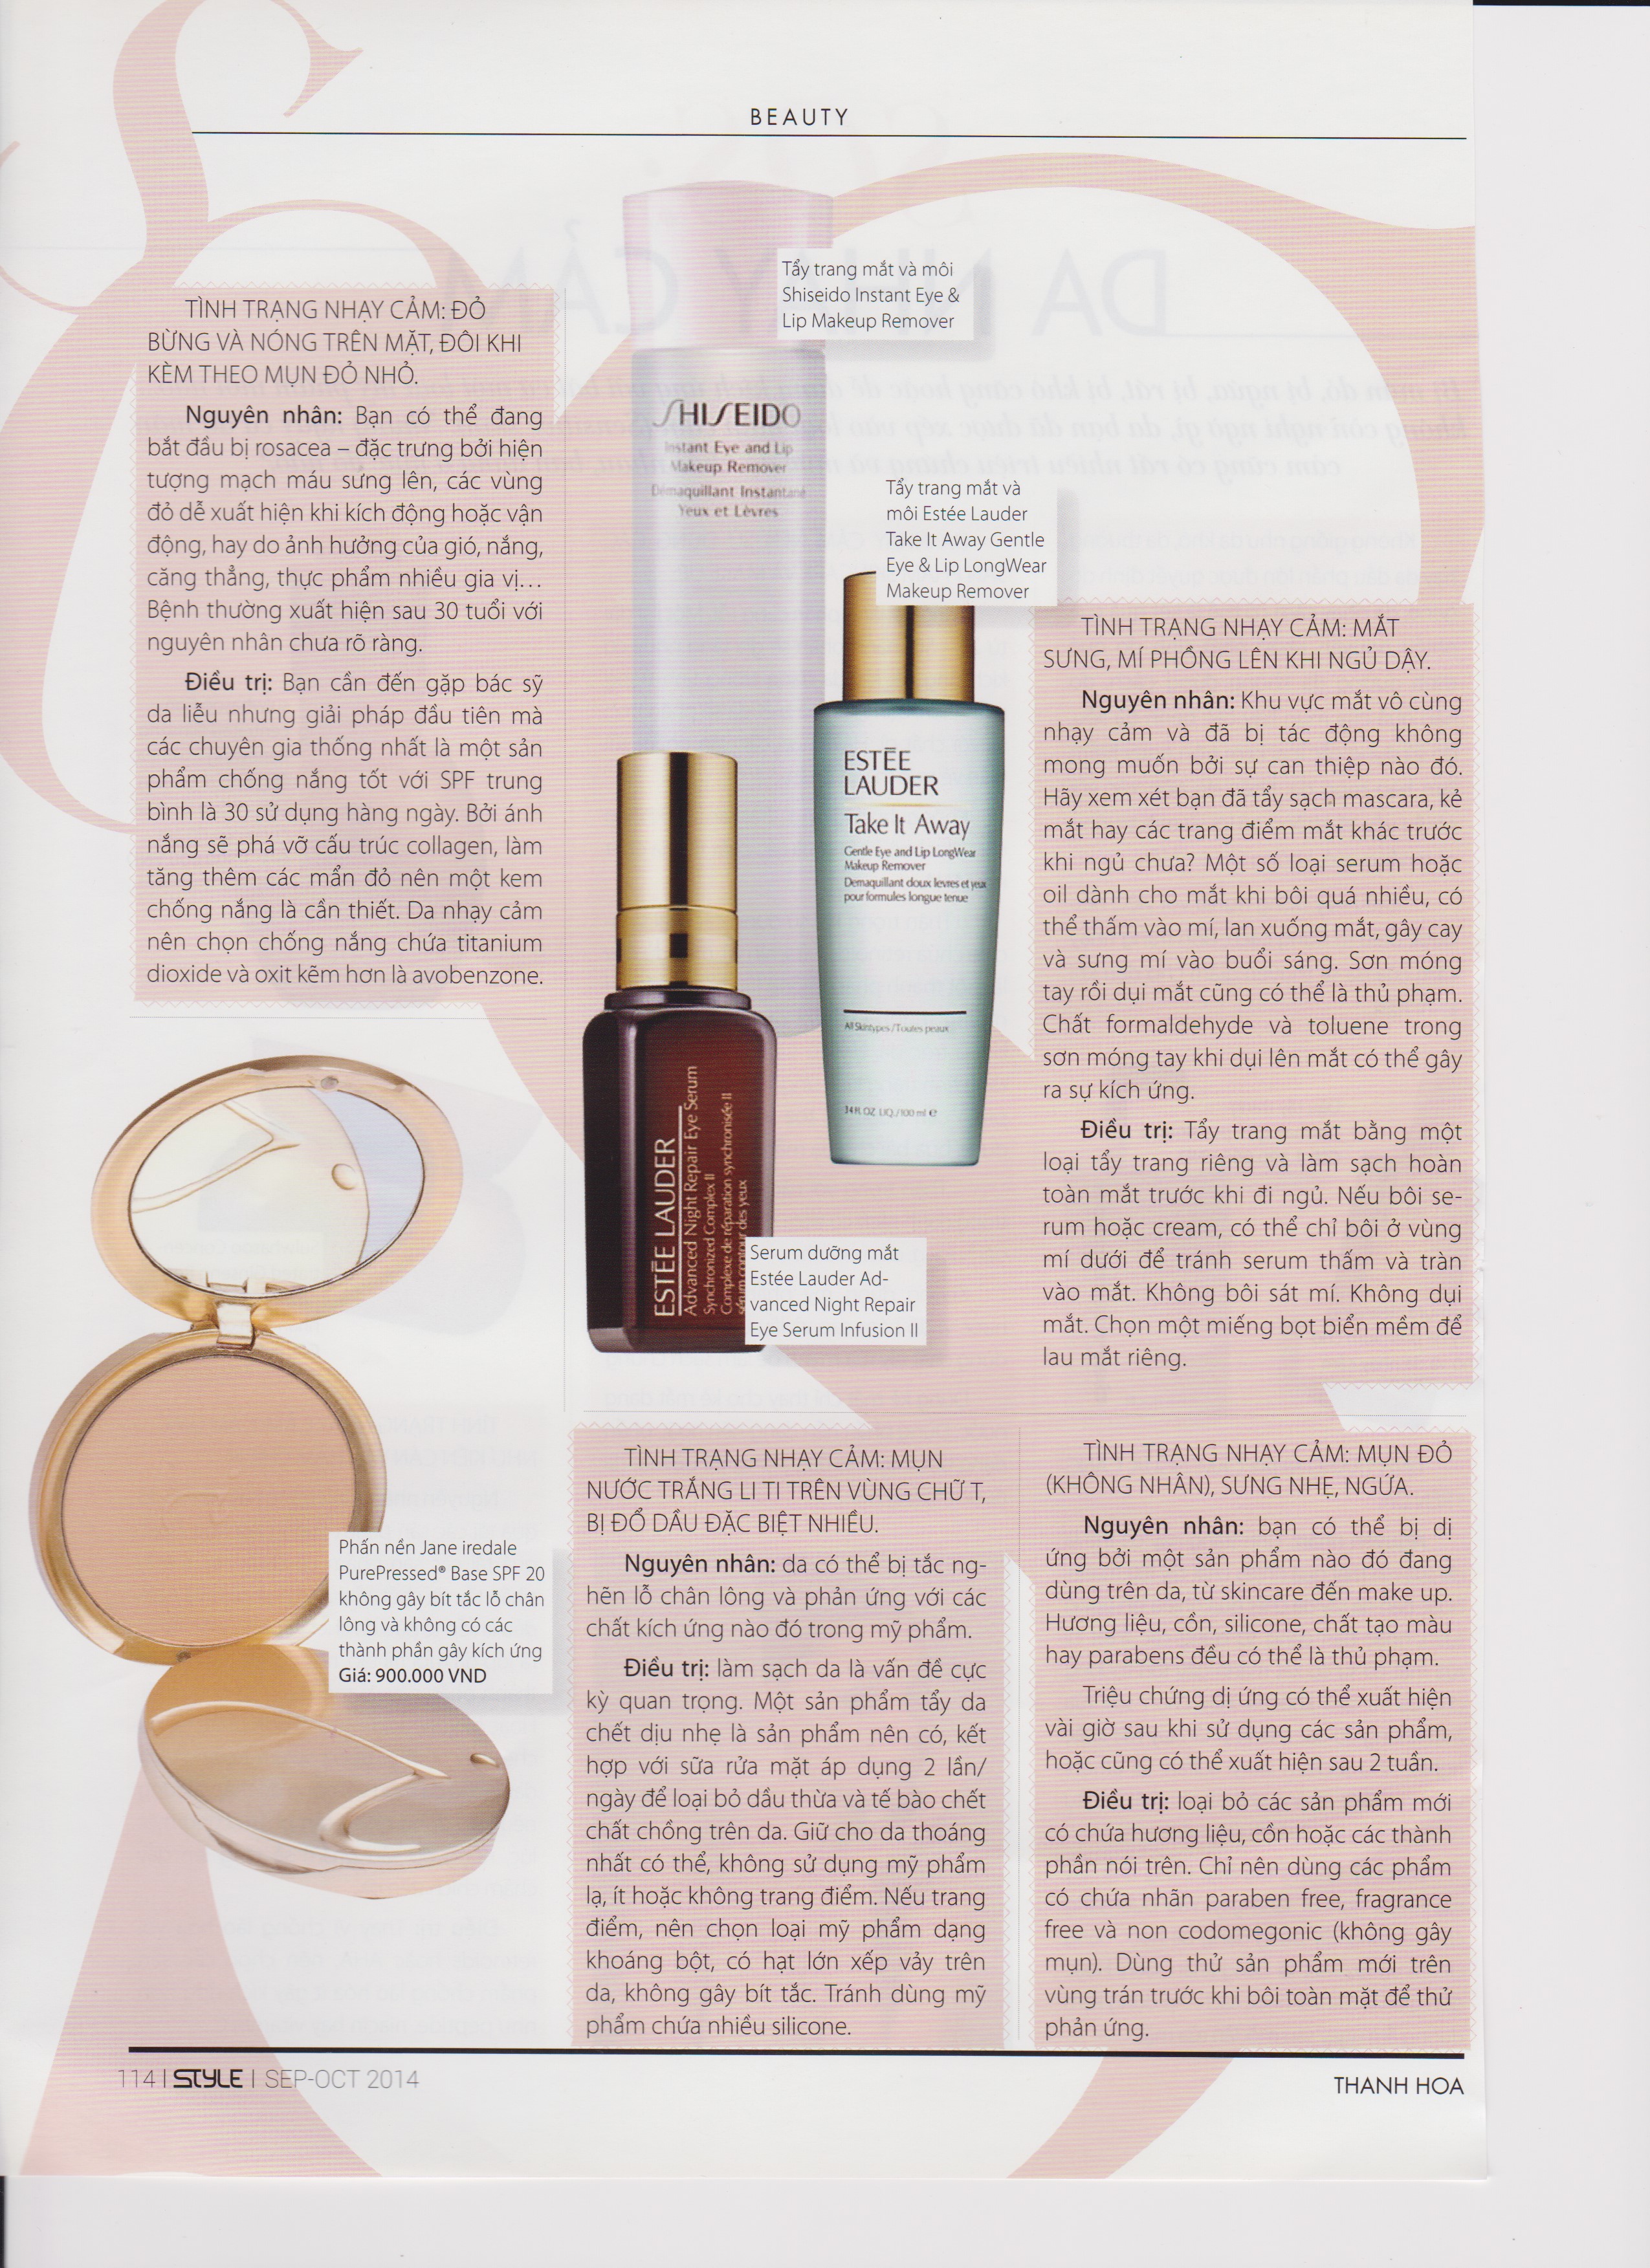 BEAUTY
TÌNH TRẠNG NHẠY CẢM: ĐỎ
BỪNG VÀ NÓNG TRÊN MẶT, ĐÔI KHI
KÈM THEO MỤN ĐỎ NHỎ.
Nguyên nhân: Bạn có thể đang
bắt đầu bị rosacea – đặc trưng bởi hiện
tượng mạch máu sưng lên, các vùng
đỏ dễ xuất hiện khi kích động hoặc vận
động, hay do ảnh hưởng của gió, nắng,
căng thẳng, thực phẩm nhiều gia vị...
Bệnh thường xuất hiện sau 30 tuổi với
nguyên nhân chưa rõ ràng.
Điều trị: Bạn cần đến gặp bác sỹ
da liễu nhưng giải pháp đầu tiên mà
các chuyên gia thống nhất là một sản
phẩm chống nắng tốt với SPF trung
bình là 30 sử dụng hàng ngày. Bởi ánh
nắng sẽ phá vỡ cấu trúc collagen, làm
tăng thêm các mẩn đỏ nên một kem
chống nắng là cần thiết. Da nhạy cảm
nên chọn chống nắng chứa titanium
dioxide và oxit kẽm hơn là avobenzone.
Tẩy trang mắt và môi
Shiseido Instant Eye &
Lip Makeup Remover
SHISEIDO
Instant Eye and Lip
Makeup Remover
Démaquillant Instantané
Yeux et Lèvres
Tẩy trang mắt và
môi Estée Lauder
Take It Away Gentle
Eye & Lip LongWear
Makeup Remover
ESTĒE
LAUDER
Take It Away
Gentle Eye and Lip LongWear
Makeup Remover
Demaquillant doux levres et yeux
pour formules longue tenue
All Skintypes/Toutes peaux
3.4 FL.OZ. LIQ./100 ml e
ESTĒE LAUDER
Advanced Night Repair Eye Serum
Synchronized Complex II
Complexe de réparation synchronisée II
sérum contour des yeux
Serum dưỡng mắt
Estée Lauder Ad-
vanced Night Repair
Eye Serum Infusion II
TÌNH TRẠNG NHẠY CẢM: MẮT
SƯNG, MÍ PHỒNG LÊN KHI NGỦ DẬY.
Nguyên nhân: Khu vực mắt vô cùng
nhạy cảm và đã bị tác động không
mong muốn bởi sự can thiệp nào đó.
Hãy xem xét bạn đã tẩy sạch mascara, kẻ
mắt hay các trang điểm mắt khác trước
khi ngủ chưa? Một số loại serum hoặc
oil dành cho mắt khi bôi quá nhiều, có
thể thấm vào mí, lan xuống mắt, gây cay
và sưng mí vào buổi sáng. Sơn móng
tay rồi dụi mắt cũng có thể là thủ phạm.
Chất formaldehyde và toluene trong
sơn móng tay khi dụi lên mắt có thể gây
ra sự kích ứng.
Điều trị: Tẩy trang mắt bằng một
loại tẩy trang riêng và làm sạch hoàn
toàn mắt trước khi đi ngủ. Nếu bôi se-
rum hoặc cream, có thể chỉ bôi ở vùng
mí dưới để tránh serum thấm và tràn
vào mắt. Không bôi sát mí. Không dụi
mắt. Chọn một miếng bọt biển mềm để
lau mắt riêng.
Phấn nền Jane iredale
PurePressed® Base SPF 20
không gây bít tắc lỗ chân
lông và không có các
thành phần gây kích ứng
Giá: 900.000 VND
TÌNH TRẠNG NHẠY CẢM: MỤN
NƯỚC TRẮNG LI TI TRÊN VÙNG CHỮ T,
BỊ ĐỔ DẦU ĐẶC BIỆT NHIỀU.
Nguyên nhân: da có thể bị tắc ng-
hẽn lỗ chân lông và phản ứng với các
chất kích ứng nào đó trong mỹ phẩm.
Điều trị: làm sạch da là vấn đề cực
kỳ quan trọng. Một sản phẩm tẩy da
chết dịu nhẹ là sản phẩm nên có, kết
hợp với sữa rửa mặt áp dụng 2 lần/
ngày để loại bỏ dầu thừa và tế bào chết
chất chồng trên da. Giữ cho da thoáng
nhất có thể, không sử dụng mỹ phẩm
lạ, ít hoặc không trang điểm. Nếu trang
điểm, nên chọn loại mỹ phẩm dạng
khoáng bột, có hạt lớn xếp vảy trên
da, không gây bít tắc. Tránh dùng mỹ
phẩm chứa nhiều silicone.
TÌNH TRẠNG NHẠY CẢM: MỤN ĐỎ
(KHÔNG NHÂN), SƯNG NHẸ, NGỨA.
Nguyên nhân: bạn có thể bị dị
ứng bởi một sản phẩm nào đó đang
dùng trên da, từ skincare đến make up.
Hương liệu, cồn, silicone, chất tạo màu
hay parabens đều có thể là thủ phạm.
Triệu chứng dị ứng có thể xuất hiện
vài giờ sau khi sử dụng các sản phẩm,
hoặc cũng có thể xuất hiện sau 2 tuần.
Điều trị: loại bỏ các sản phẩm mới
có chứa hương liệu, cồn hoặc các thành
phần nói trên. Chỉ nên dùng các phẩm
có chứa nhãn paraben free, fragrance
free và non codomegonic (không gây
mụn). Dùng thử sản phẩm mới trên
vùng trán trước khi bôi toàn mặt để thử
phản ứng.
114 | STYLE | SEP-OCT 2014
THANH HOA